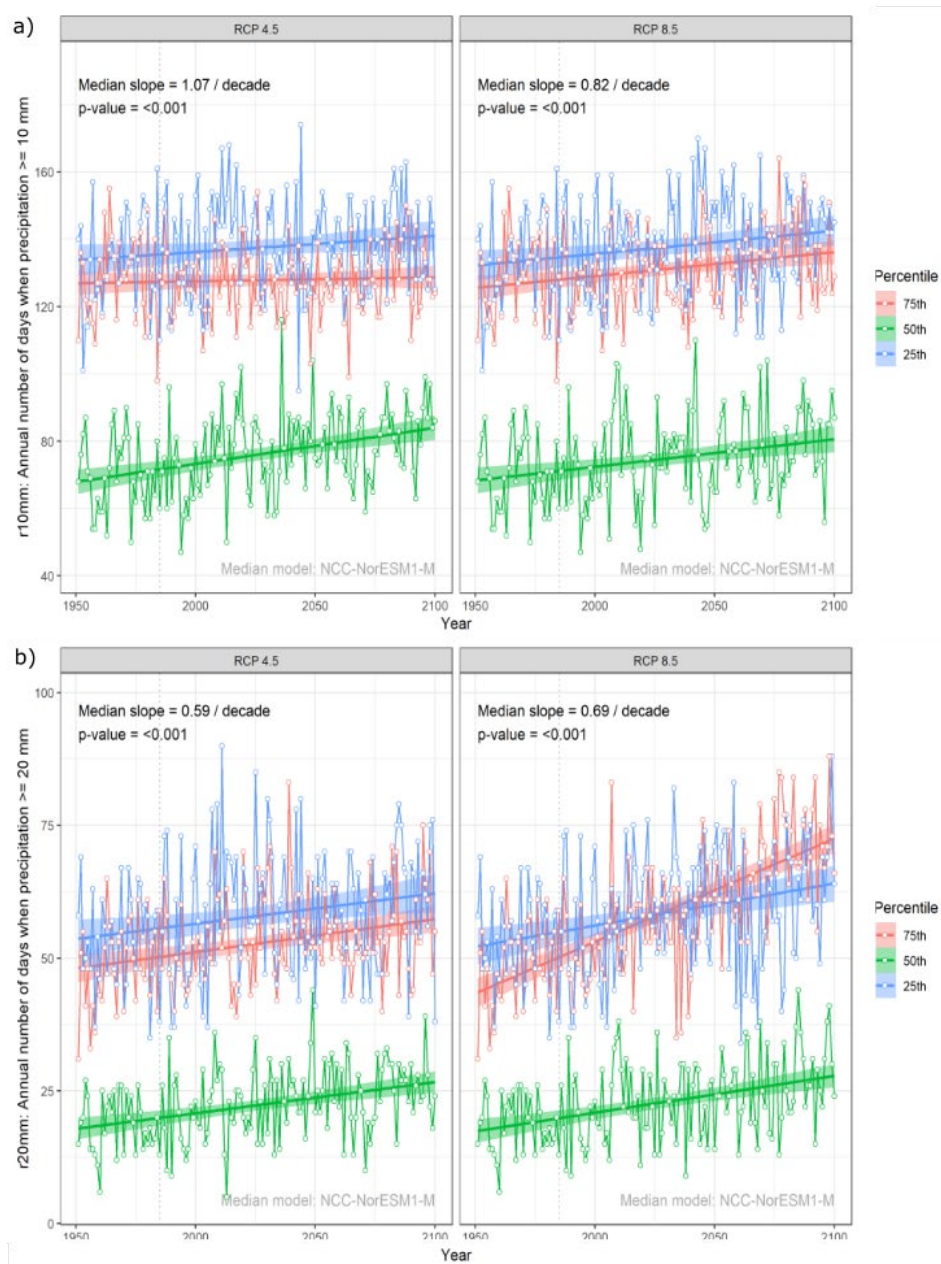 a)
RCP 4.5
RCP 8.5
Median slope = 1.07 / decade
p-value = <0.001
Median slope = 0.82 / decade
p-value = <0.001
r10mm: Annual number of days when precipitation >= 10 mm
160
120
80
40
Median model: NCC-NorESM1-M
Median model: NCC-NorESM1-M
1950
2000
2050
2100
1950
2000
2050
2100
Year
Percentile
75th
50th
25th
b)
RCP 4.5
RCP 8.5
Median slope = 0.59 / decade
p-value = <0.001
Median slope = 0.69 / decade
p-value = <0.001
r20mm: Annual number of days when precipitation >= 20 mm
100
75
50
25
0
Median model: NCC-NorESM1-M
Median model: NCC-NorESM1-M
1950
2000
2050
2100
1950
2000
2050
2100
Year
Percentile
75th
50th
25th